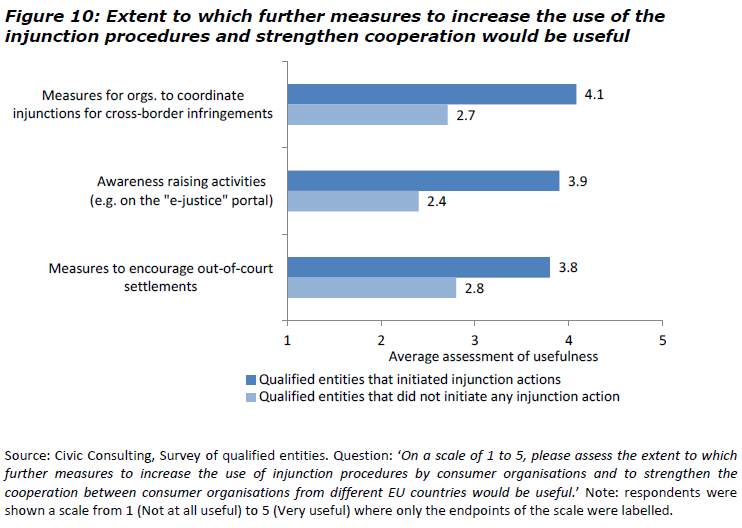 Figure 10: Extent to which further measures to increase the use of the
injunction procedures and strengthen cooperation would be useful
Measures for orgs. to coordinate
injunctions for cross-border infringements
4.1
2.7
Awareness raising activities
(e.g. on the "e-justice" portal)
3.9
2.4
Measures to encourage out-of-court
settlements
3.8
2.8
1 2 3 4 5
Average assessment of usefulness
Qualified entities that initiated injunction actions
Qualified entities that did not initiate any injunction action
Source: Civic Consulting, Survey of qualified entities. Question: ‘On a scale of 1 to 5, please assess the extent to which
further measures to increase the use of injunction procedures by consumer organisations and to strengthen the
cooperation between consumer organisations from different EU countries would be useful.’ Note: respondents were
shown a scale from 1 (Not at all useful) to 5 (Very useful) where only the endpoints of the scale were labelled.